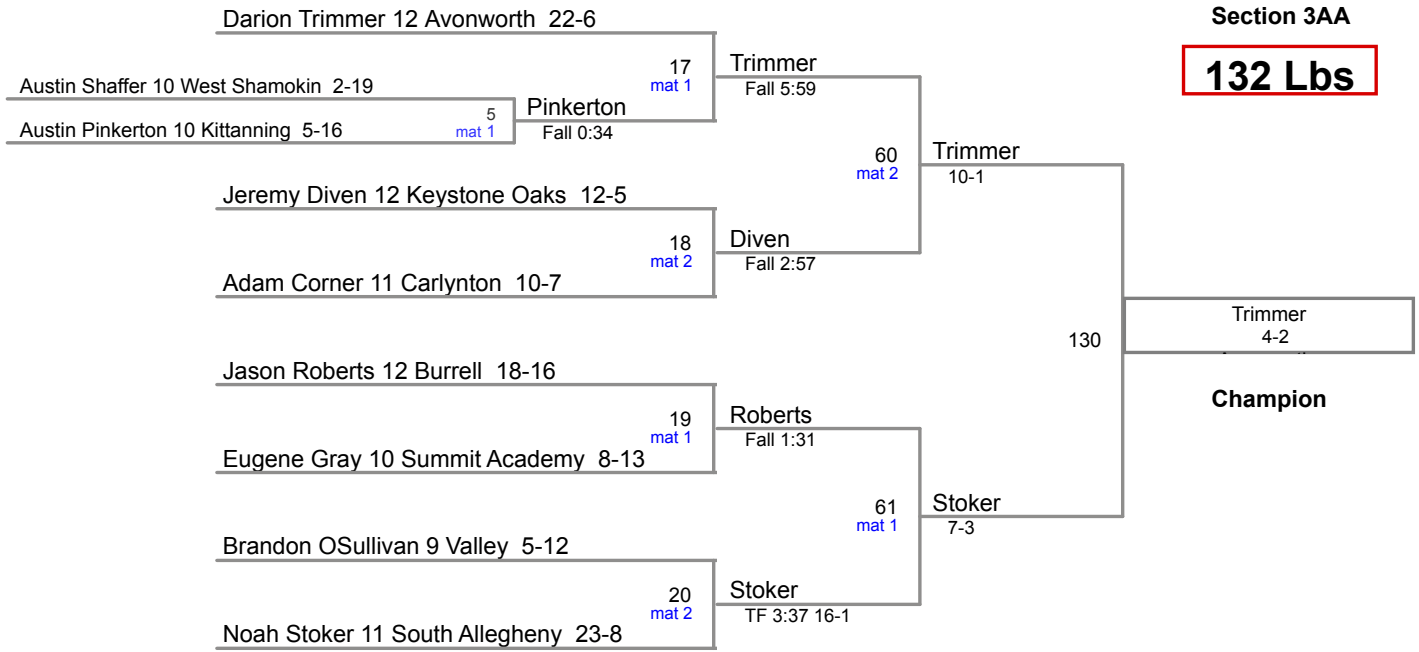 Darion Trimmer 12 Avonworth 22-6
Section 3AA
132 Lbs
17
mat 1
Trimmer
Fall 5:59
Austin Shaffer 10 West Shamokin 2-19
5
mat 1
Pinkerton
Fall 0:34
Austin Pinkerton 10 Kittanning 5-16
60
mat 2
Trimmer
10-1
Jeremy Diven 12 Keystone Oaks 12-5
18
mat 2
Diven
Fall 2:57
Adam Corner 11 Carlynton 10-7
130
Trimmer
4-2
Champion
Jason Roberts 12 Burrell 18-16
19
mat 1
Roberts
Fall 1:31
Eugene Gray 10 Summit Academy 8-13
61
mat 1
Stoker
7-3
Brandon OSullivan 9 Valley 5-12
20
mat 2
Stoker
TF 3:37 16-1
Noah Stoker 11 South Allegheny 23-8